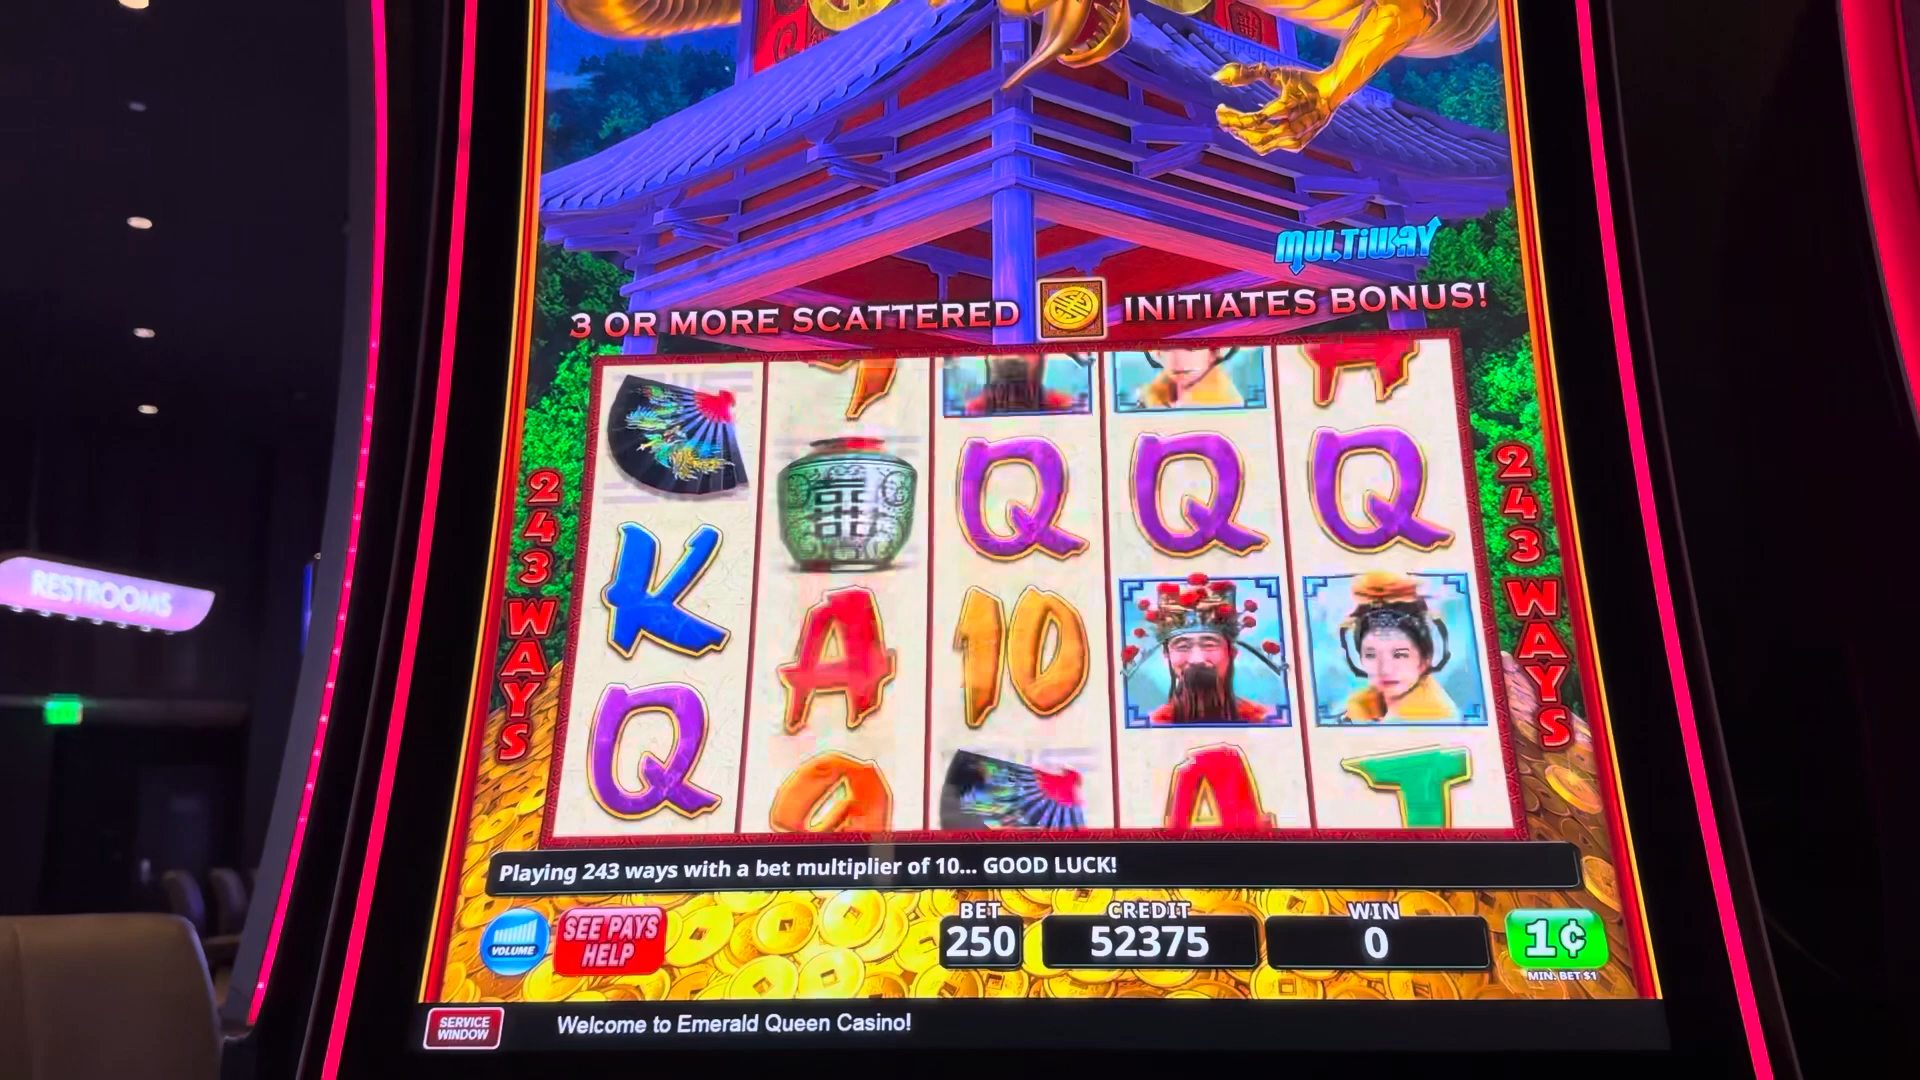 MULTiWAY
3 OR MORE SCATTERED INITIATES BONUS!
243 WAYS
243 WAYS
Q Q Q
K
A 10
Q
9 A
RESTROOMS
Playing 243 ways with a bet multiplier of 10... GOOD LUCK!
VOLUME
SEE PAYS
HELP
BET
250
CREDIT
52375
WIN
0
1¢
MIN. BET $1
SERVICE
WINDOW
Welcome to Emerald Queen Casino!